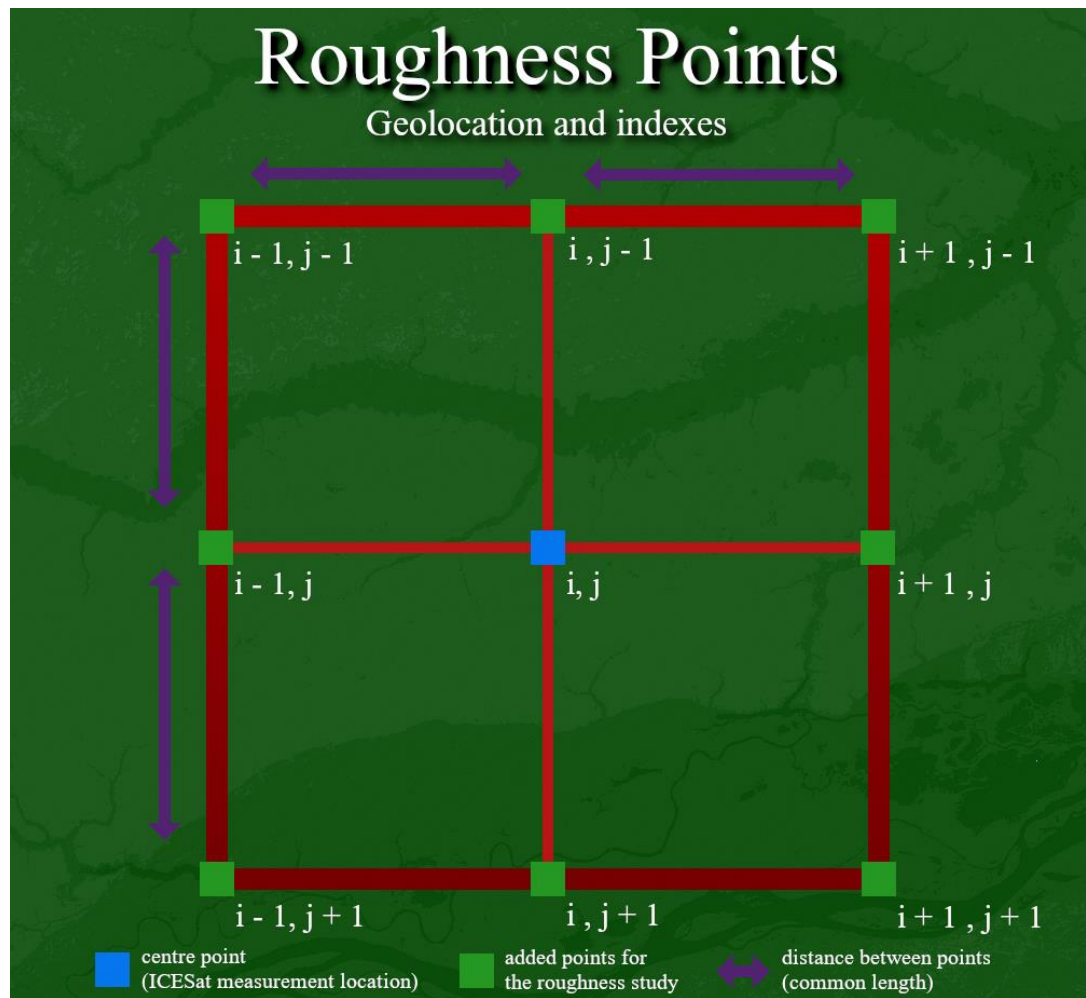 Roughness Points
Geolocation and indexes
i - 1, j - 1
i , j - 1
i + 1 , j - 1
i - 1, j
i, j
i + 1 , j
i - 1, j + 1
i , j + 1
i + 1 , j + 1
centre point
(ICESat measurement location)
added points for
the roughness study
distance between points
(common length)